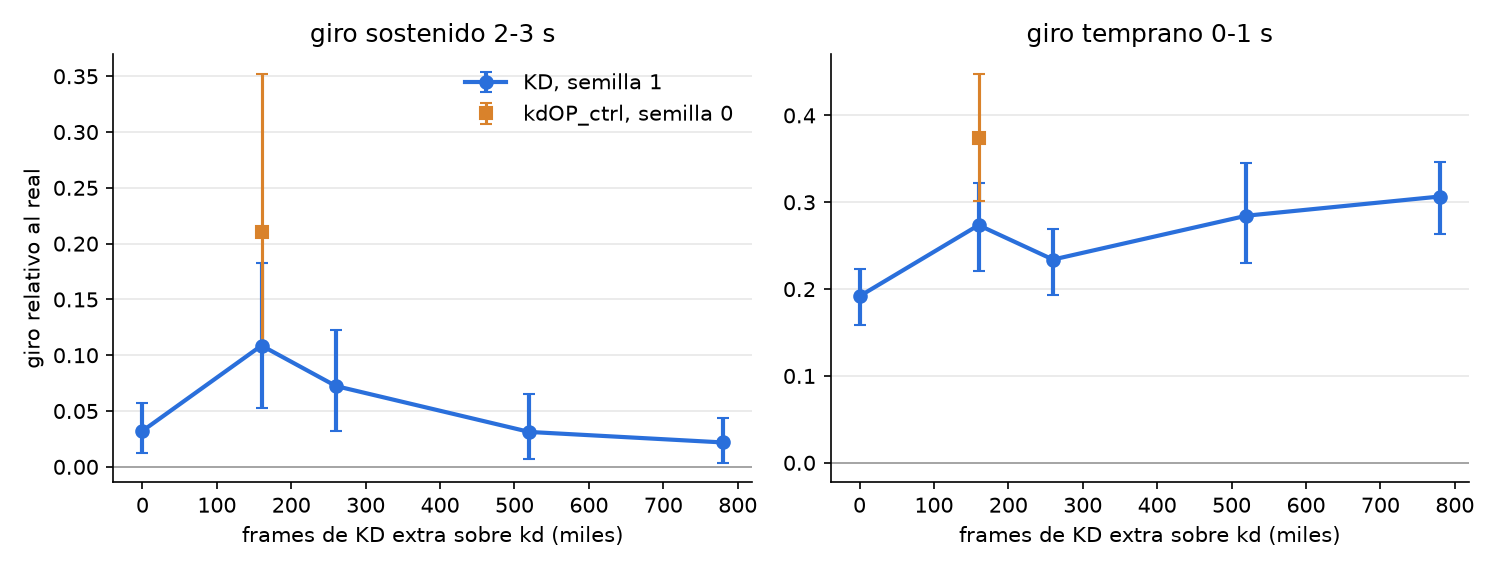 giro sostenido 2-3 s
giro relativo al real
0.35
0.30
0.25
0.20
0.15
0.10
0.05
0.00
KD, semilla 1
kdOP_ctrl, semilla 0
0 100 200 300 400 500 600 700 800
frames de KD extra sobre kd (miles)
giro temprano 0-1 s
0.4
0.3
0.2
0.1
0.0
0 100 200 300 400 500 600 700 800
frames de KD extra sobre kd (miles)